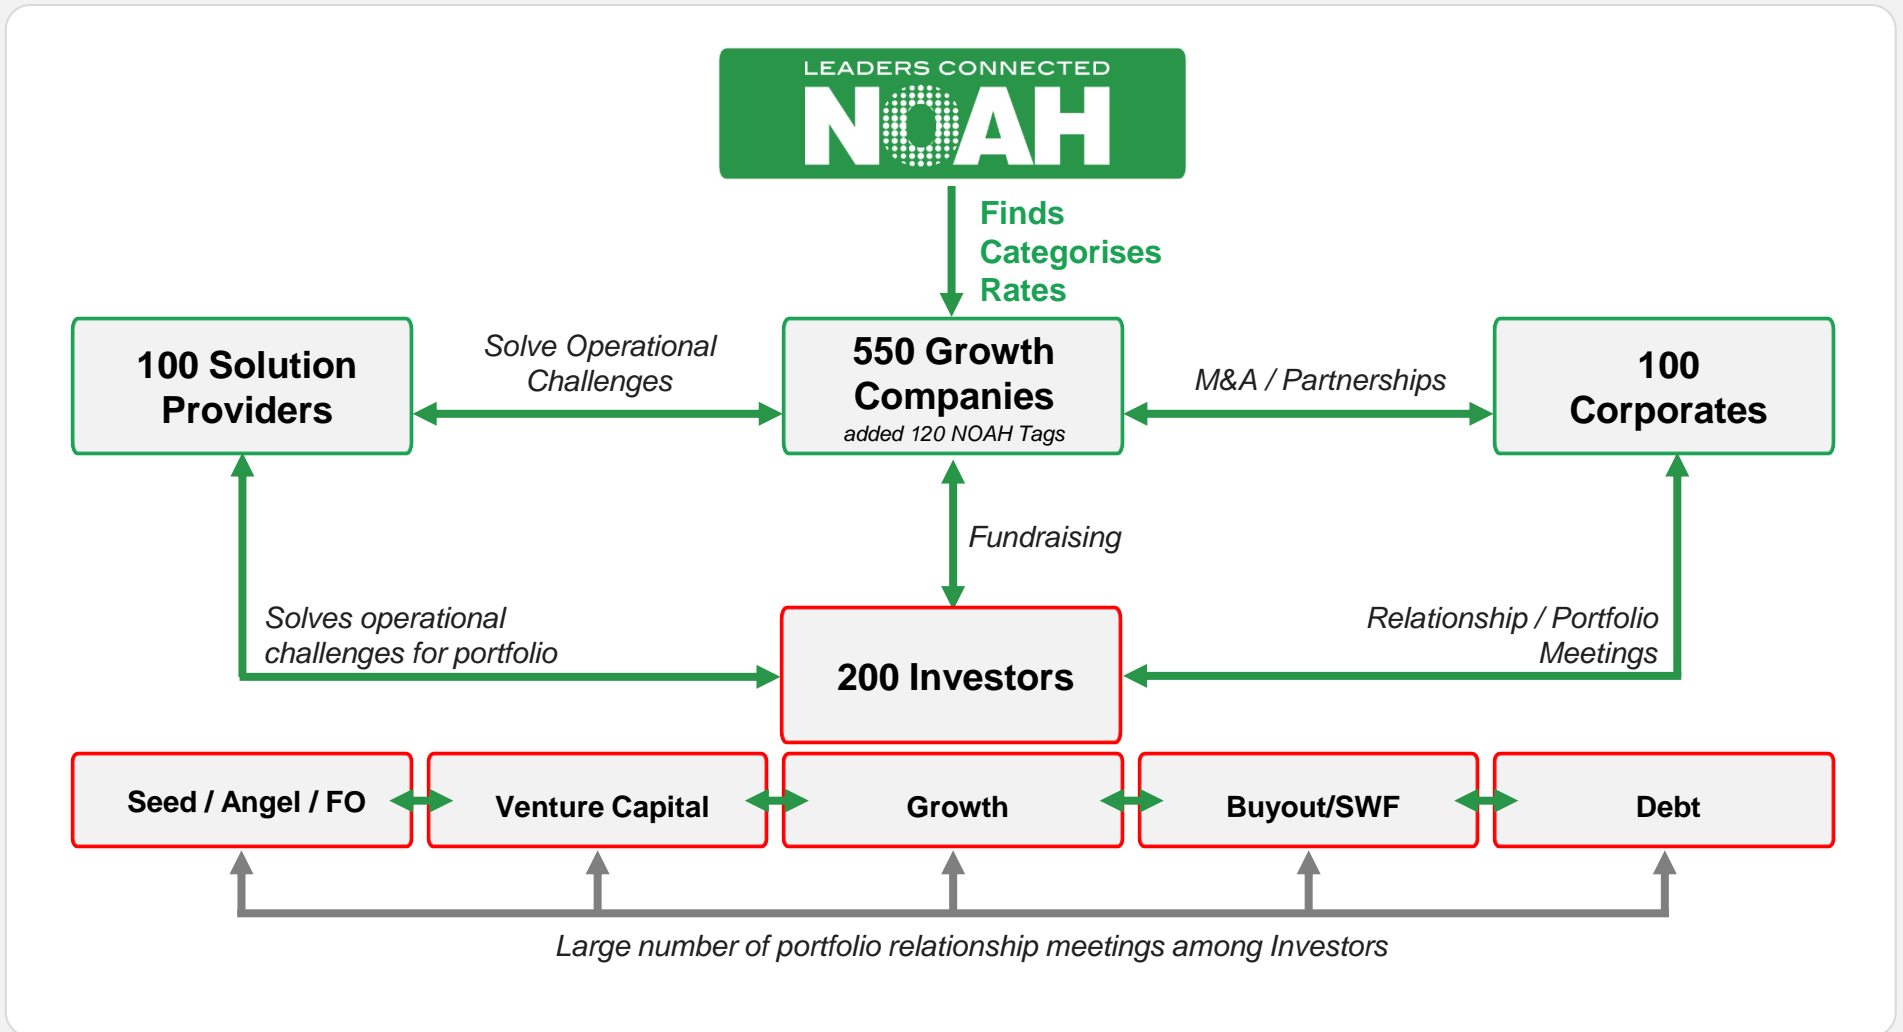 LEADERS CONNECTED
NOAH
Finds
Categorises
Rates
100 Solution
Providers
Solve Operational
Challenges
550 Growth
Companies
added 120 NOAH Tags
M&A / Partnerships
100
Corporates
Fundraising
Solves operational
challenges for portfolio
200 Investors
Relationship / Portfolio
Meetings
Seed / Angel / FO
Venture Capital
Growth
Buyout/SWF
Debt
Large number of portfolio relationship meetings among Investors